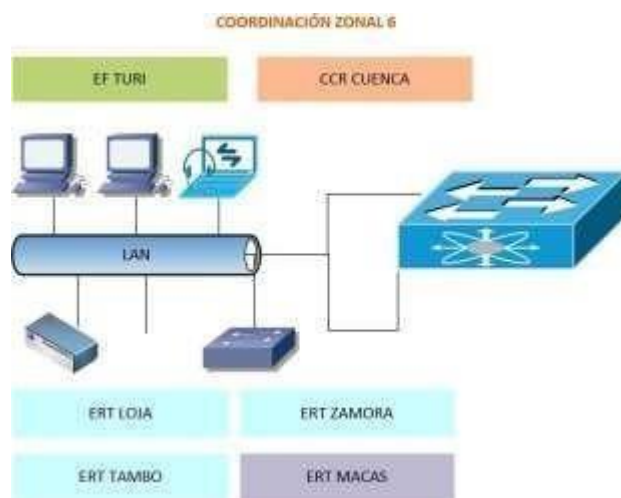 COORDINACIÓN ZONAL 6
EF TURI
CCR CUENCA
LAN
ERT LOJA
ERT ZAMORA
ERT TAMBO
ERT MACAS